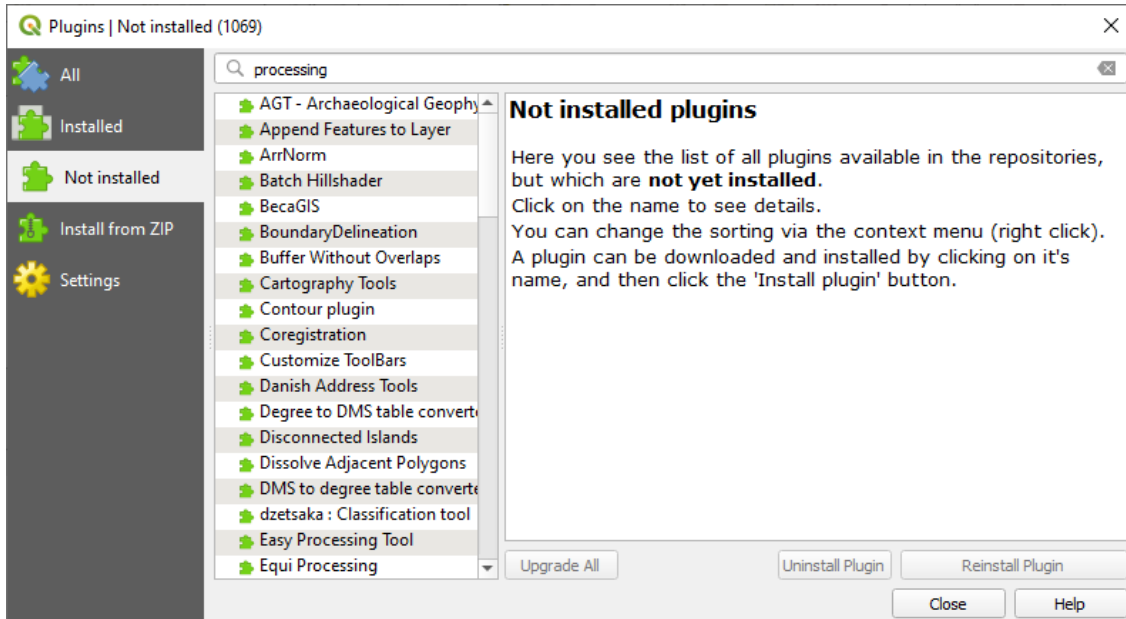 Plugins | Not installed (1069)
All
Installed
Not installed
Install from ZIP
Settings
processing
AGT - Archaeological Geophy
Append Features to Layer
ArrNorm
Batch Hillshader
BecaGIS
BoundaryDelineation
Buffer Without Overlaps
Cartography Tools
Contour plugin
Coregistration
Customize ToolBars
Danish Address Tools
Degree to DMS table converte
Disconnected Islands
Dissolve Adjacent Polygons
DMS to degree table converte
dzetsaka : Classification tool
Easy Processing Tool
Equi Processing
Not installed plugins
Here you see the list of all plugins available in the repositories,
but which are not yet installed.
Click on the name to see details.
You can change the sorting via the context menu (right click).
A plugin can be downloaded and installed by clicking on it's
name, and then click the 'Install plugin' button.
Upgrade All
Uninstall Plugin
Reinstall Plugin
Close
Help